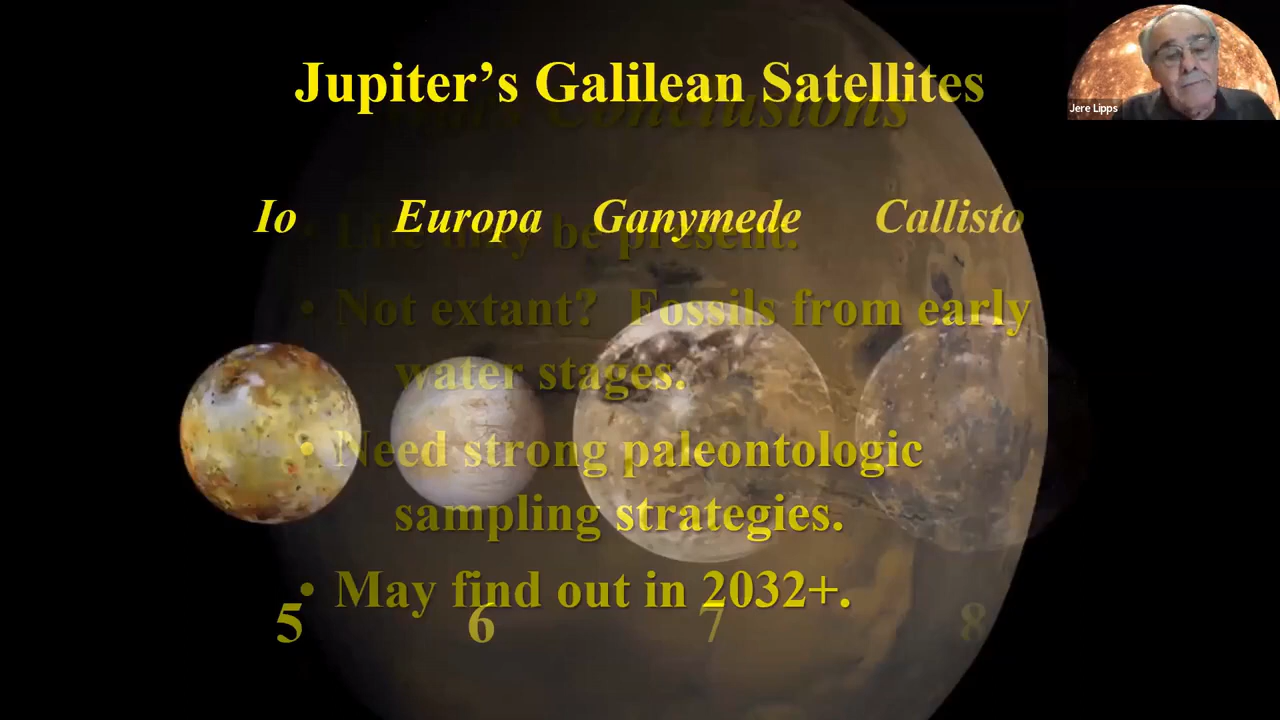 Jupiter's Galilean Satellites
Conclusions
Jere Lipps
Io Europa Ganymede Callisto
• Life may be present.
• Not extant? Fossils from early
water stages.
• Need strong paleontologic
sampling strategies.
• May find out in 2032+.
5 6 7 8